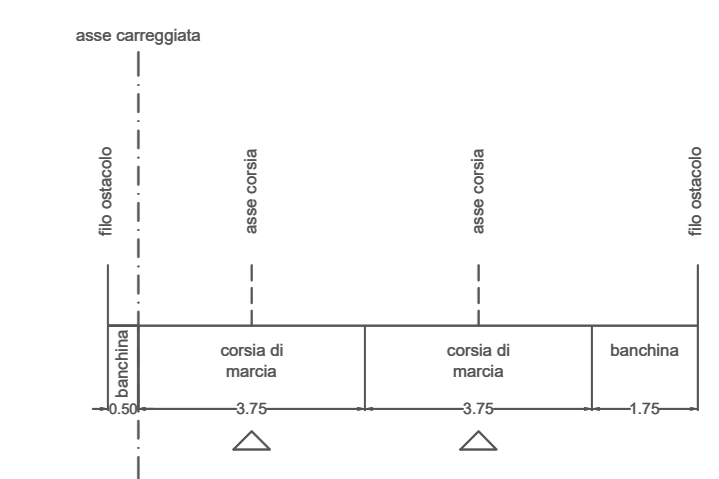 asse carreggiata
filo ostacolo
asse corsia
asse corsia
filo ostacolo
banchina
corsia di
marcia
corsia di
marcia
banchina
0.50
3.75
3.75
1.75